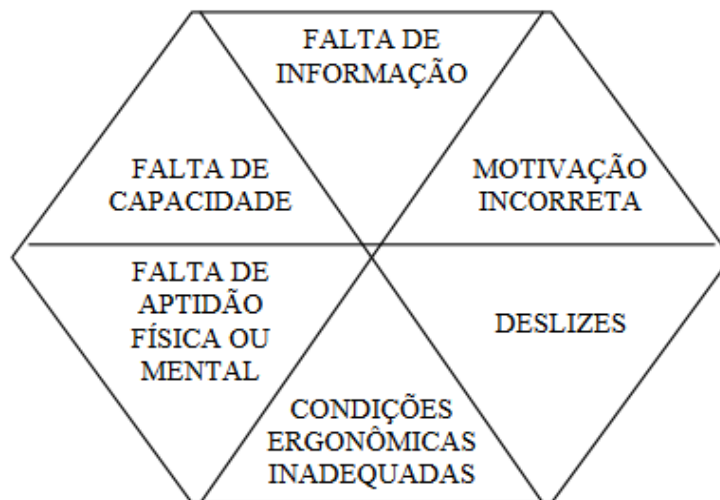 FALTA DE
INFORMAÇÃO
FALTA DE
CAPACIDADE
MOTIVAÇÃO
INCORRETA
FALTA DE
APTIDÃO
FÍSICA OU
MENTAL
DESLIZES
CONDIÇÕES
ERGONÔMICAS
INADEQUADAS